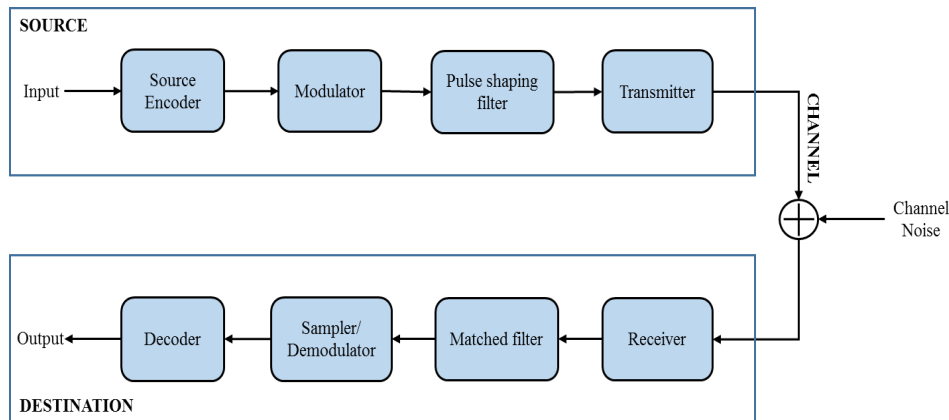 SOURCE
Input
Source
Encoder
Modulator
Pulse shaping
filter
Transmitter
CHANNEL
Channel
Noise
Output
Decoder
Sampler/
Demodulator
Matched filter
Receiver
DESTINATION